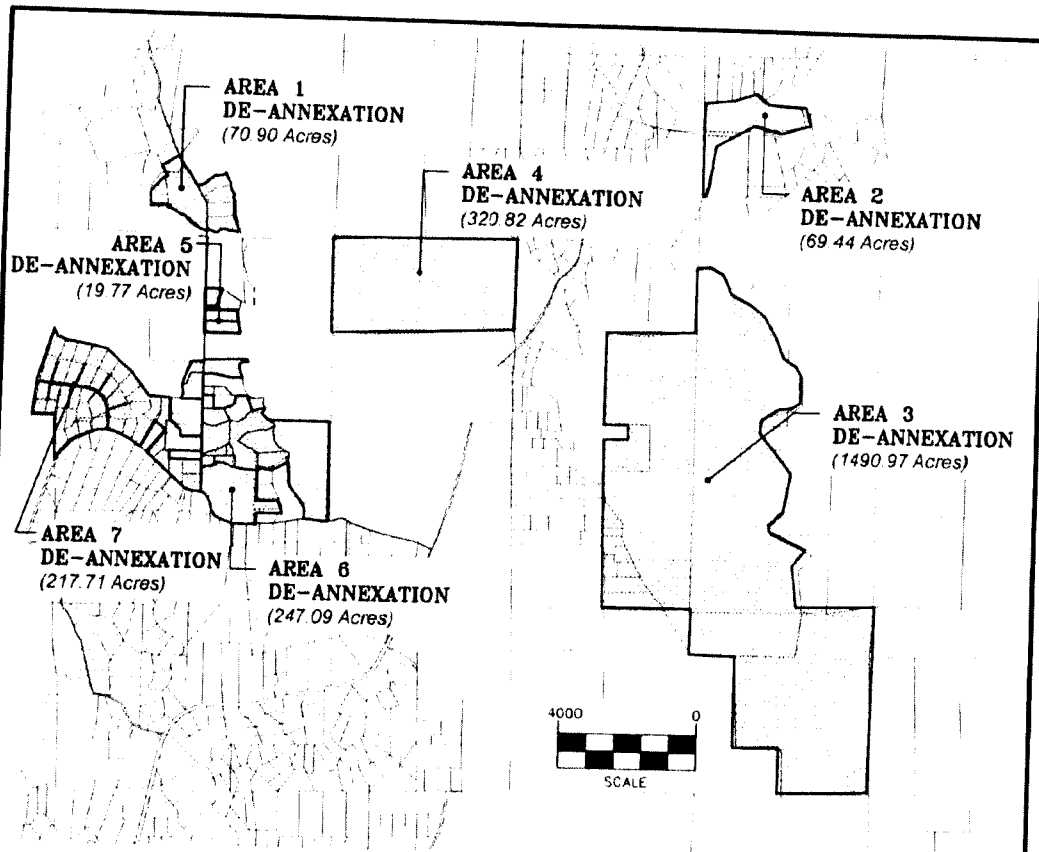 AREA 1
DE-ANNEXATION
(70.90 Acres)
AREA 4
DE-ANNEXATION
(320.82 Acres)
AREA 2
DE-ANNEXATION
(69.44 Acres)
AREA 5
DE-ANNEXATION
(19.77 Acres)
AREA 3
DE-ANNEXATION
(1490.97 Acres)
AREA 7
DE-ANNEXATION
(217.71 Acres)
AREA 6
DE-ANNEXATION
(247.09 Acres)
4000 0
SCALE